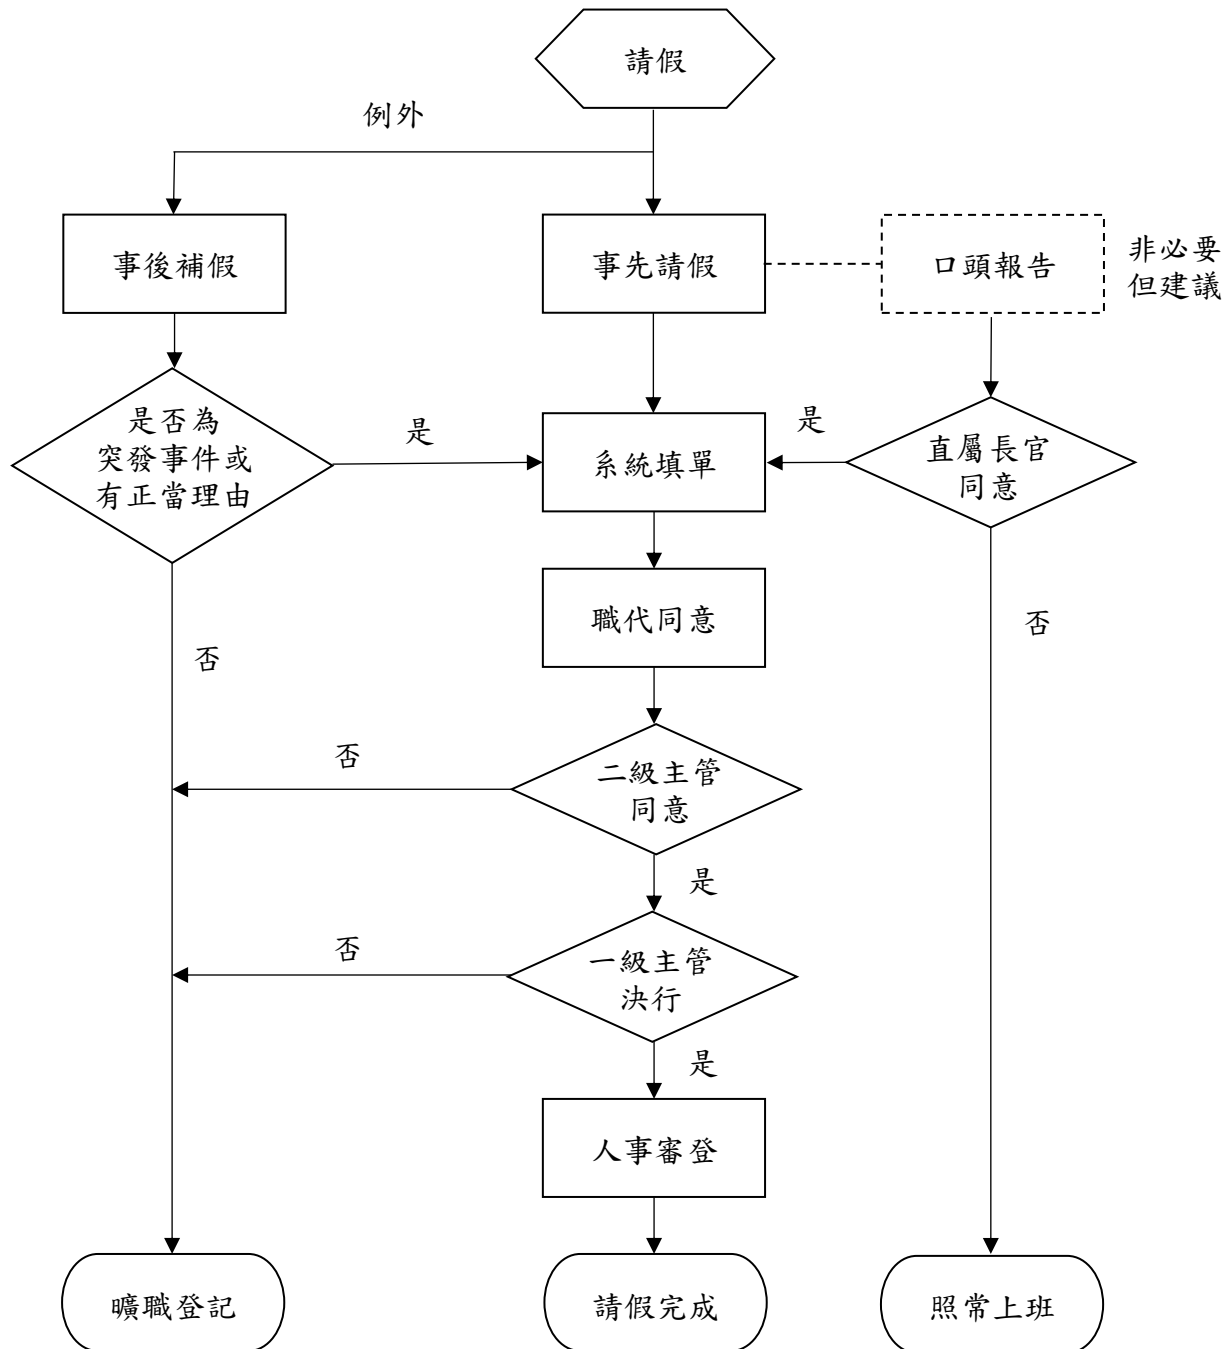 請假
例外
事後補假
事先請假
口頭報告
非必要
但建議
是否為
突發事件或
有正當理由
是
系統填單
是
直屬長官
同意
職代同意
否
否
否
二級主管
同意
是
否
一級主管
決行
是
人事審登
曠職登記
請假完成
照常上班